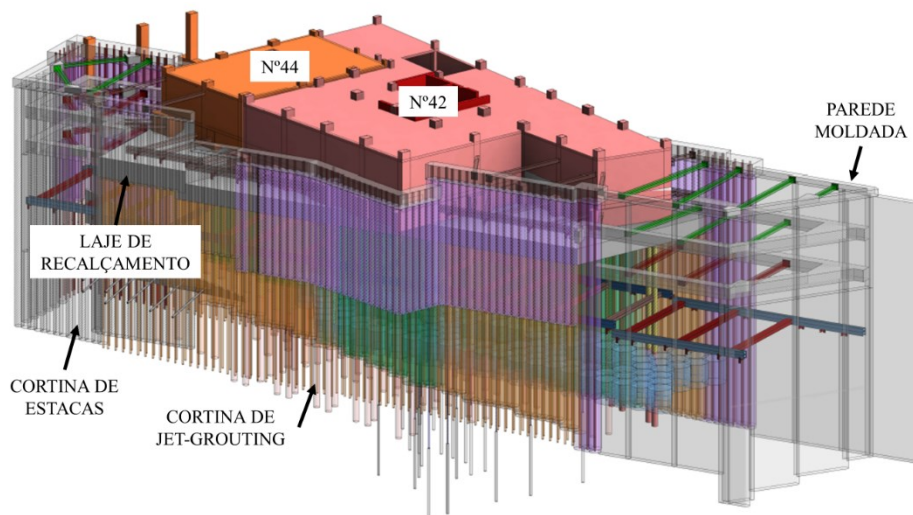 Nº44
Nº42
PAREDE
MOLDADA
LAJE DE
RECALÇAMENTO
CORTINA DE
ESTACAS
CORTINA DE
JET-GROUTING